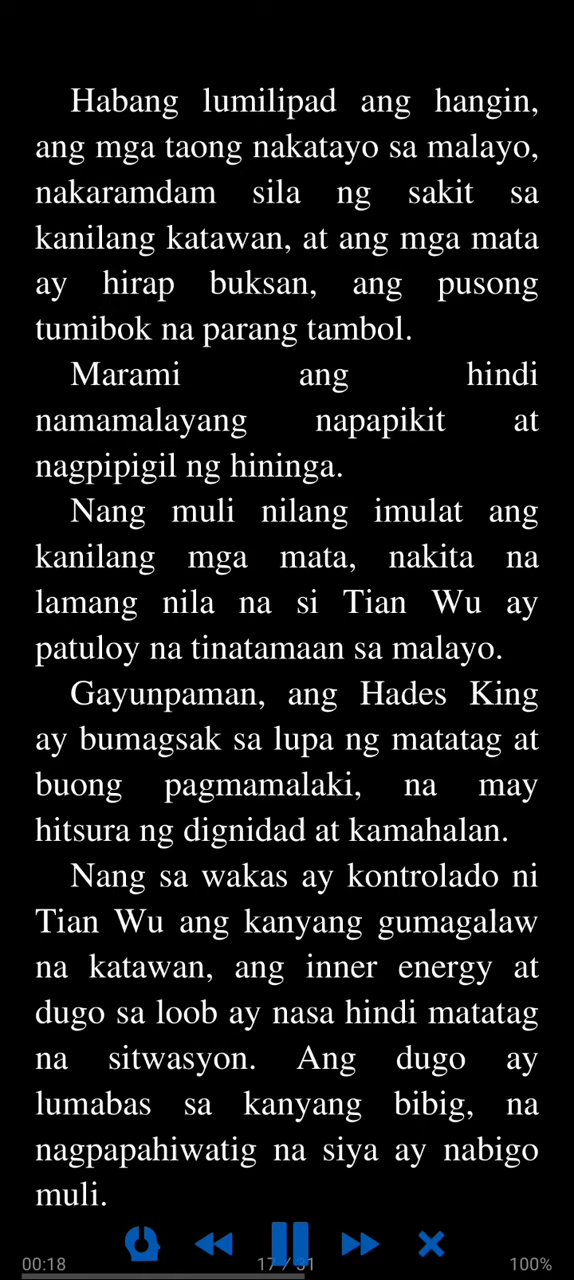 Habang lumilipad ang hangin,
ang mga taong nakatayo sa malayo,
nakaramdam sila ng sakit sa
kanilang katawan, at ang mga mata
ay hirap buksan, ang pusong
tumibok na parang tambol.
Marami ang hindi
namamalayang napapikit at
nagpipigil ng hininga.
Nang muli nilang imulat ang
kanilang mga mata, nakita na
lamang nila na si Tian Wu ay
patuloy na tinatamaan sa malayo.
Gayunpaman, ang Hades King
ay bumagsak sa lupa ng matatag at
buong pagmamalaki, na may
hitsura ng dignidad at kamahalan.
Nang sa wakas ay kontrolado ni
Tian Wu ang kanyang gumagalaw
na katawan, ang inner energy at
dugo sa loob ay nasa hindi matatag
na sitwasyon. Ang dugo ay
lumabas sa kanyang bibig, na
nagpapahiwatig na siya ay nabigo
muli.
00:18 17 / 31 100%